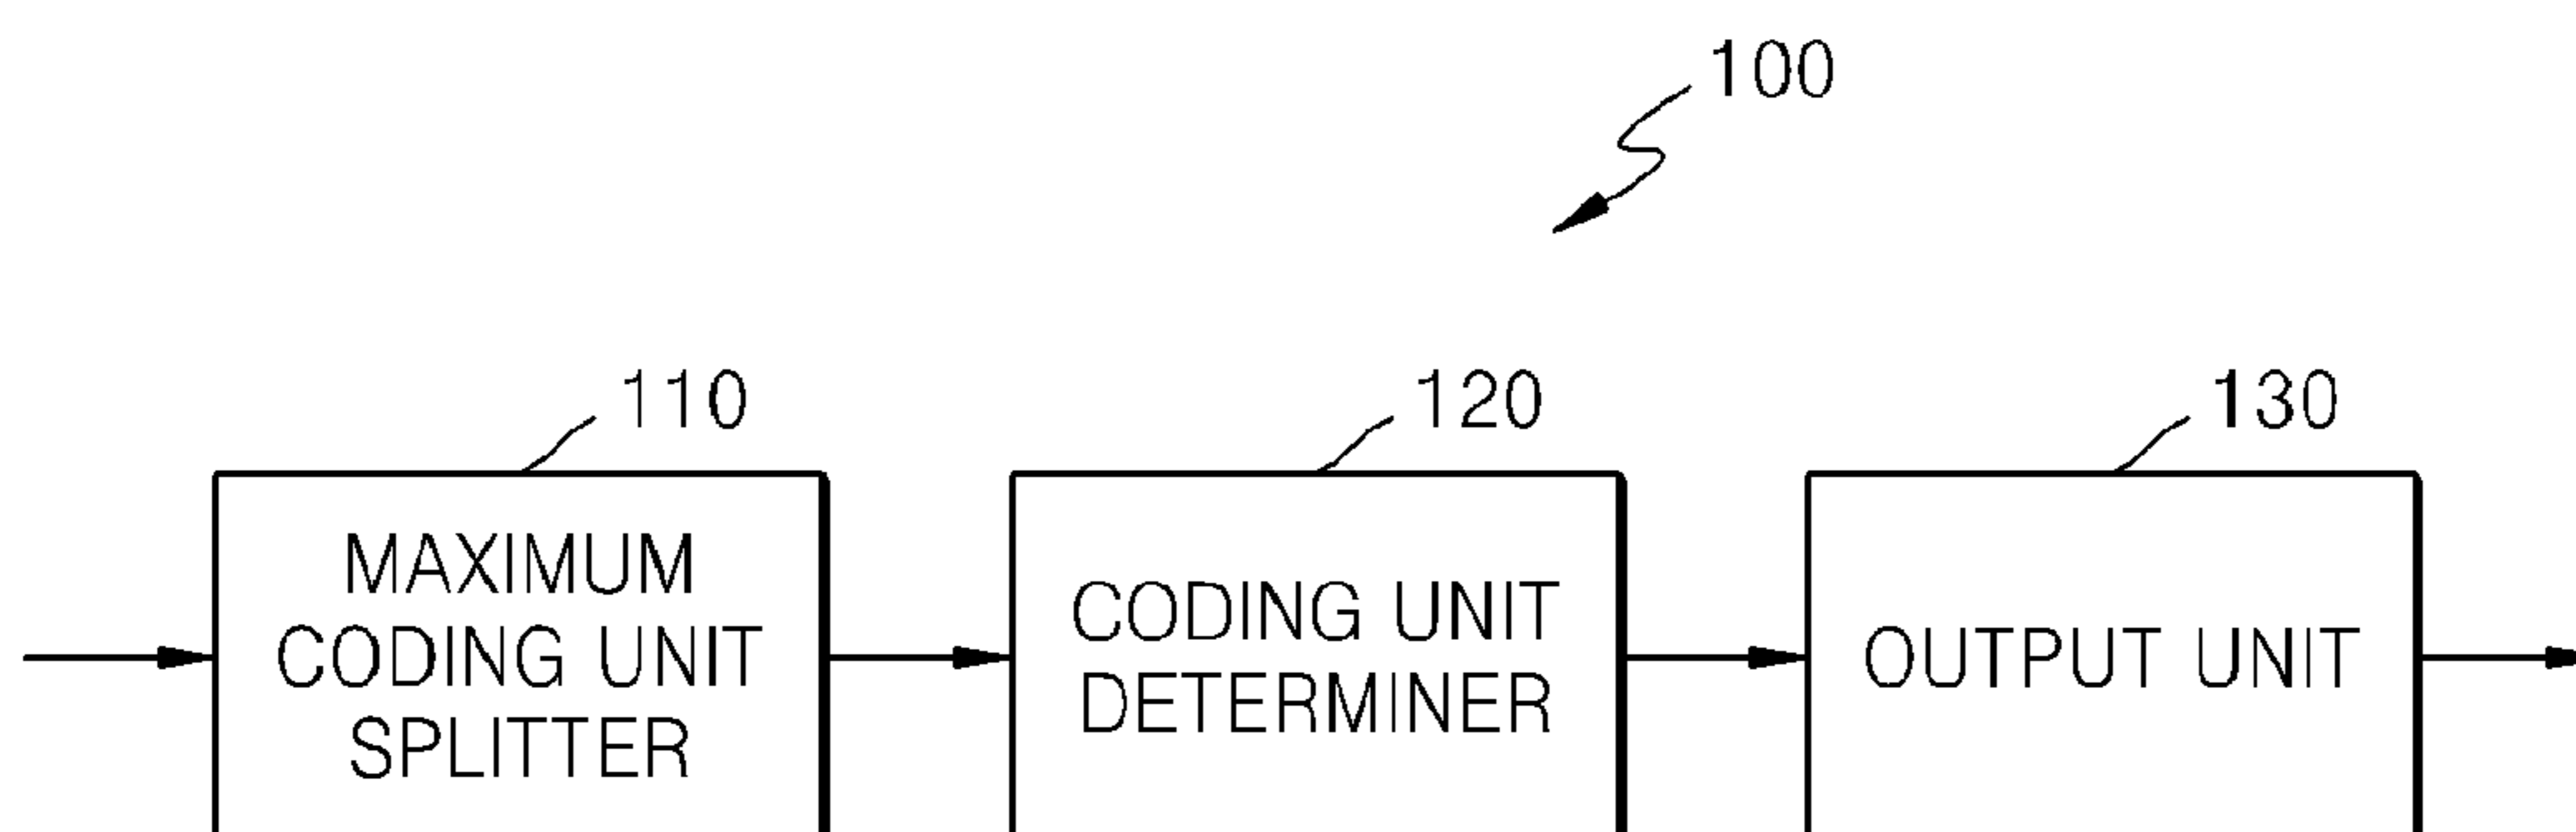 100
110
120
130
MAXIMUM
CODING UNIT
SPLITTER
CODING UNIT
DETERMINER
OUTPUT UNIT